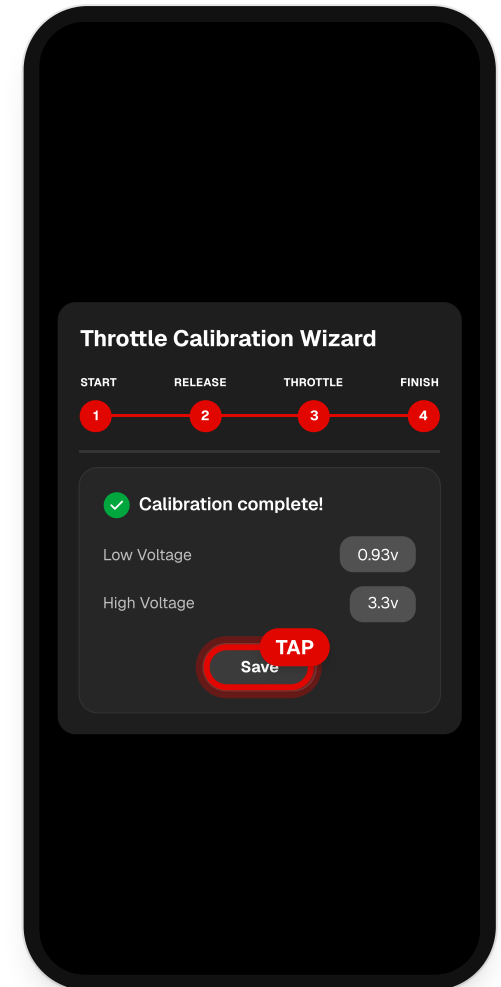 Throttle Calibration Wizard
START RELEASE THROTTLE FINISH
1 2 3 4
Calibration complete!
Low Voltage 0.93v
High Voltage 3.3v
TAP
Save